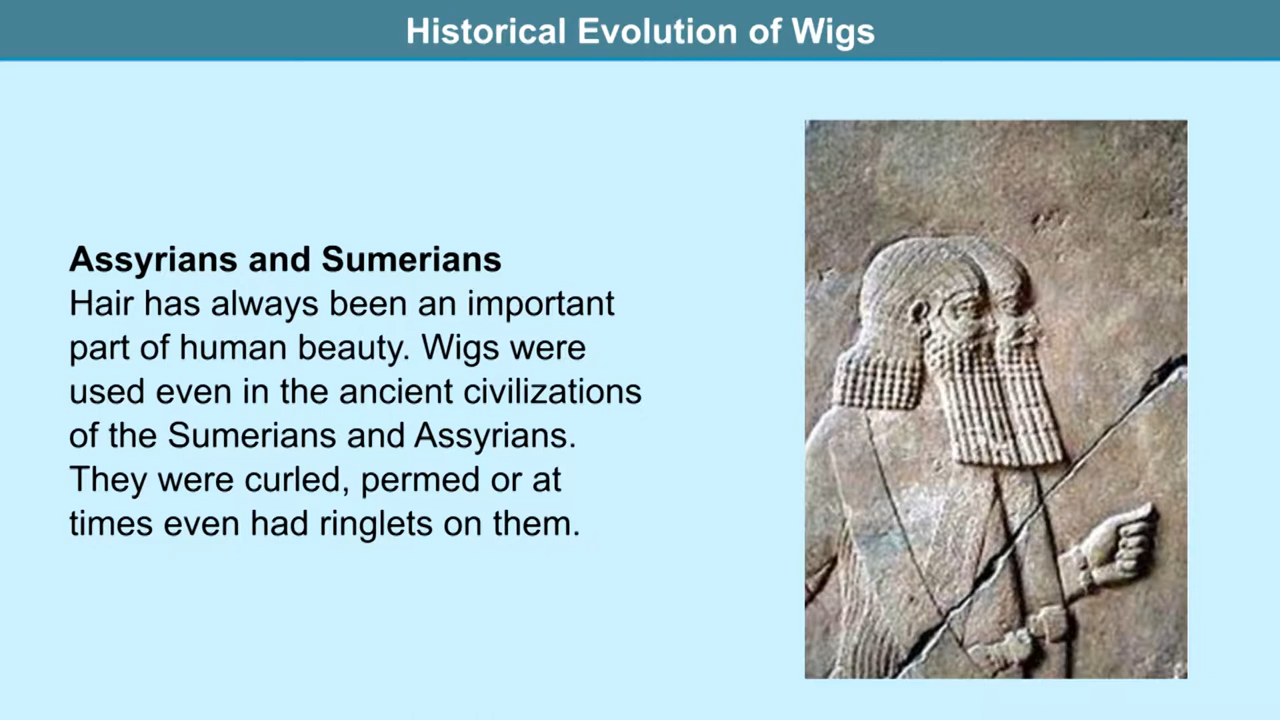 Historical Evolution of Wigs
Assyrians and Sumerians
Hair has always been an important
part of human beauty. Wigs were
used even in the ancient civilizations
of the Sumerians and Assyrians.
They were curled, permed or at
times even had ringlets on them.